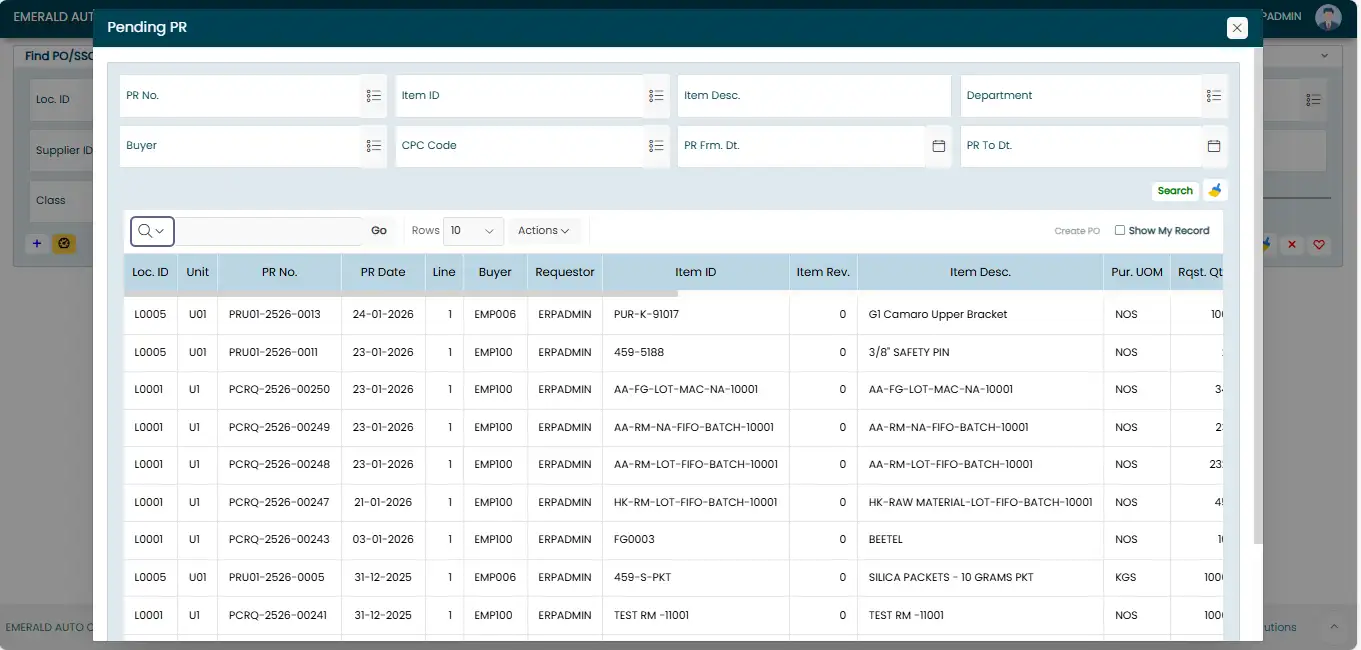 EMERALD AUT
Pending PR
PADMIN
Find PO/SSC
Loc. ID
Supplier ID
Class
PR No.
Item ID
Item Desc.
Department
Buyer
CPC Code
PR Frm. Dt.
PR To Dt.
Search
Go
Rows
10
Actions
Create PO
Show My Record
Loc. ID Unit PR No. PR Date Line Buyer Requestor Item ID Item Rev. Item Desc. Pur. UOM Rqst. Qt
L0005 U01 PRU01-2526-0013 24-01-2026 1 EMP006 ERPADMIN PUR-K-91017 0 G1 Camaro Upper Bracket NOS
L0005 U01 PRU01-2526-0011 23-01-2026 1 EMP100 ERPADMIN 459-5188 0 3/8" SAFETY PIN NOS
L0001 U1 PCRQ-2526-00250 23-01-2026 1 EMP100 ERPADMIN AA-FG-LOT-MAC-NA-10001 0 AA-FG-LOT-MAC-NA-10001 NOS
L0001 U1 PCRQ-2526-00249 23-01-2026 1 EMP100 ERPADMIN AA-RM-NA-FIFO-BATCH-10001 0 AA-RM-NA-FIFO-BATCH-10001 NOS
L0001 U1 PCRQ-2526-00248 23-01-2026 1 EMP100 ERPADMIN AA-RM-LOT-FIFO-BATCH-10001 0 AA-RM-LOT-FIFO-BATCH-10001 NOS
L0001 U1 PCRQ-2526-00247 21-01-2026 1 EMP100 ERPADMIN HK-RM-LOT-FIFO-BATCH-10001 0 HK-RAW MATERIAL-LOT-FIFO-BATCH-10001 NOS
L0001 U1 PCRQ-2526-00243 03-01-2026 1 EMP100 ERPADMIN FG0003 0 BEETEL NOS
L0005 U01 PRU01-2526-0005 31-12-2025 1 EMP006 ERPADMIN 459-S-PKT 0 SILICA PACKETS - 10 GRAMS PKT KGS
L0001 U1 PCRQ-2526-00241 31-12-2025 1 EMP100 ERPADMIN TEST RM -11001 0 TEST RM -11001 NOS
EMERALD AUTO
utions